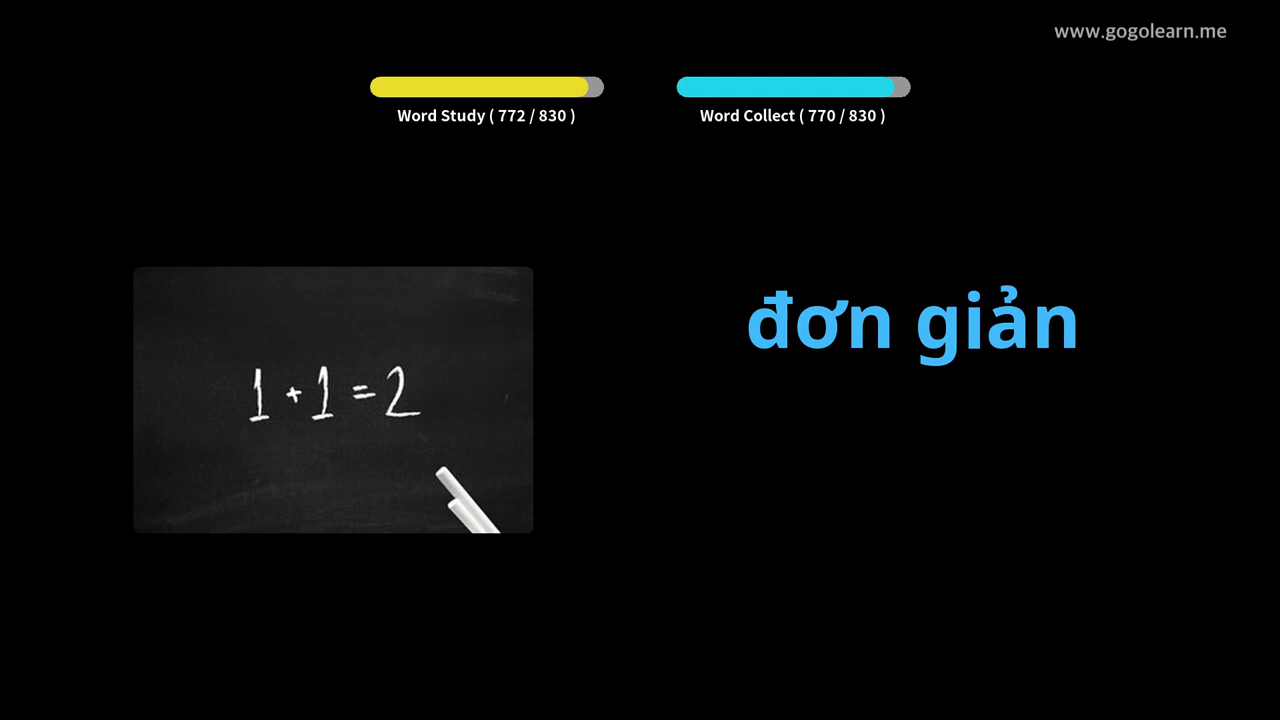 www.gogolearn.me
Word Study ( 772 / 830 )
Word Collect ( 770 / 830 )
1 + 1 = 2
đơn giản